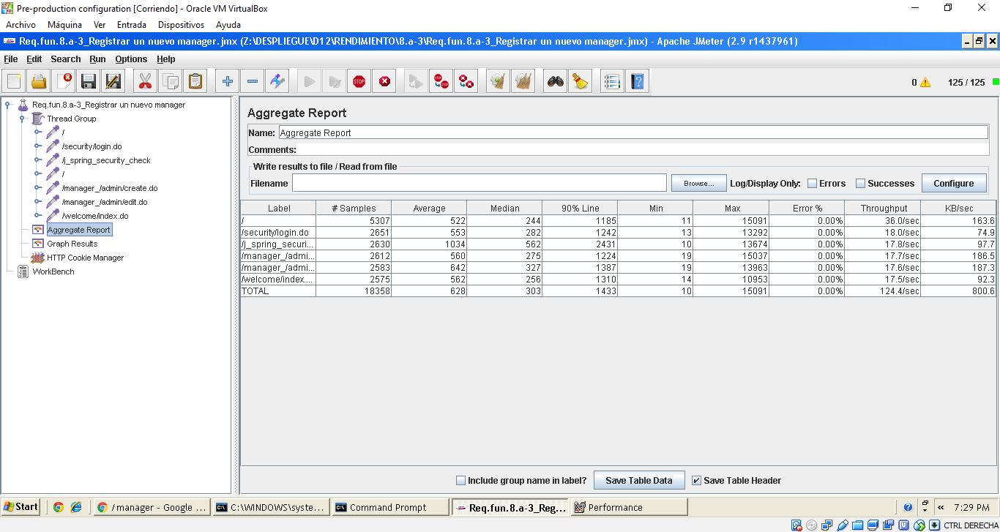 Pre-production configuration [Corriendo] - Oracle VM VirtualBox
Archivo Máquina Ver Entrada Dispositivos Ayuda
Req.fun.8.a-3_Registrar un nuevo manager.jmx (Z:\DESPLIEGUE\D12\RENDIMIENTO\8.a-3\Req.fun.8.a-3_Registrar un nuevo manager.jmx) - Apache JMeter (2.9 r1437961)
File Edit Search Run Options Help
STOP
0 125 / 125
Req.fun.8.a-3_Registrar un nuevo manager
Thread Group
/
/security/login.do
/j_spring_security_check
/
/manager_/admin/create.do
/manager_/admin/edit.do
/welcome/index.do
Aggregate Report
Graph Results
HTTP Cookie Manager
WorkBench
Aggregate Report
Name: Aggregate Report
Comments:
Write results to file / Read from file
Filename Browse... Log/Display Only: Errors Successes Configure
Label # Samples Average Median 90% Line Min Max Error % Throughput KB/sec
/ 5307 522 244 1185 11 15091 0.00% 36.0/sec 163.6
/security/login.do 2651 553 282 1242 13 13292 0.00% 18.0/sec 74.9
/j_spring_securi... 2630 1034 562 2431 10 13674 0.00% 17.8/sec 97.7
/manager_/admi... 2612 560 275 1224 19 15037 0.00% 17.7/sec 186.5
/manager_/admi... 2583 642 327 1387 19 13963 0.00% 17.6/sec 187.3
/welcome/index.... 2575 562 256 1310 14 10953 0.00% 17.5/sec 92.3
TOTAL 18358 628 303 1433 10 15091 0.00% 124.4/sec 800.6
Include group name in label? Save Table Data Save Table Header
Start /manager - Google ... C:\WINDOWS\syste... Command Prompt Req.fun.8.a-3_Reg... Performance « 7:29 PM
CTRL DERECHA